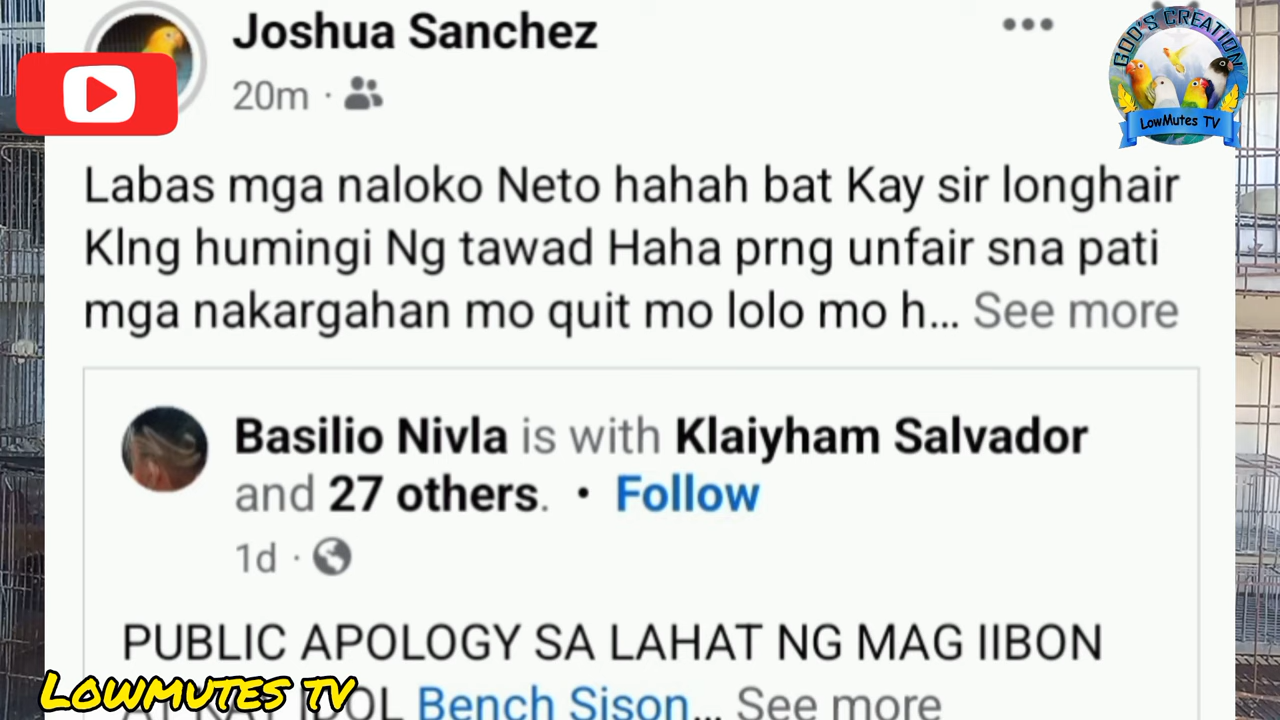 Joshua Sanchez
20m ·
GOD'S CREATION
LowMutes TV
Labas mga naloko Neto hahah bat Kay sir longhair
Klng humingi Ng tawad Haha prng unfair sna pati
mga nakargahan mo quit mo lolo mo h... See more
Basilio Nivla is with Klaiyham Salvador
and 27 others. • Follow
1d ·
PUBLIC APOLOGY SA LAHAT NG MAG IIBON
IDOL Bench Sison... See more
LOWMUTES TV